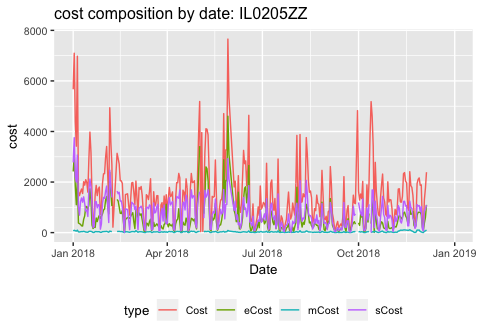 cost composition by date: IL0205ZZ
8000
6000
4000
2000
0
cost
Jan 2018
Apr 2018
Jul 2018
Oct 2018
Jan 2019
Date
type Cost eCost mCost sCost